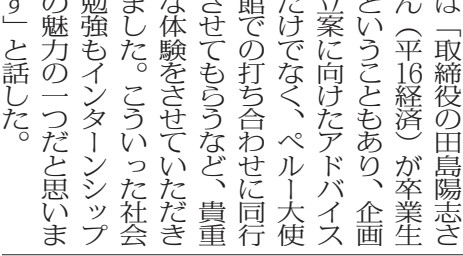 は「取締役の田島陽志さ
ん（平16経済）が卒業生
ということもあり、企画
立案に向けたアドバイス
だけでなく、ペルー大使
館での打ち合わせに同行
させてもらうなど、貴重
な体験をさせていただき
ました。こういった社会
勉強もインターンシップ
の魅力の一つだと思いま
す」と話した。